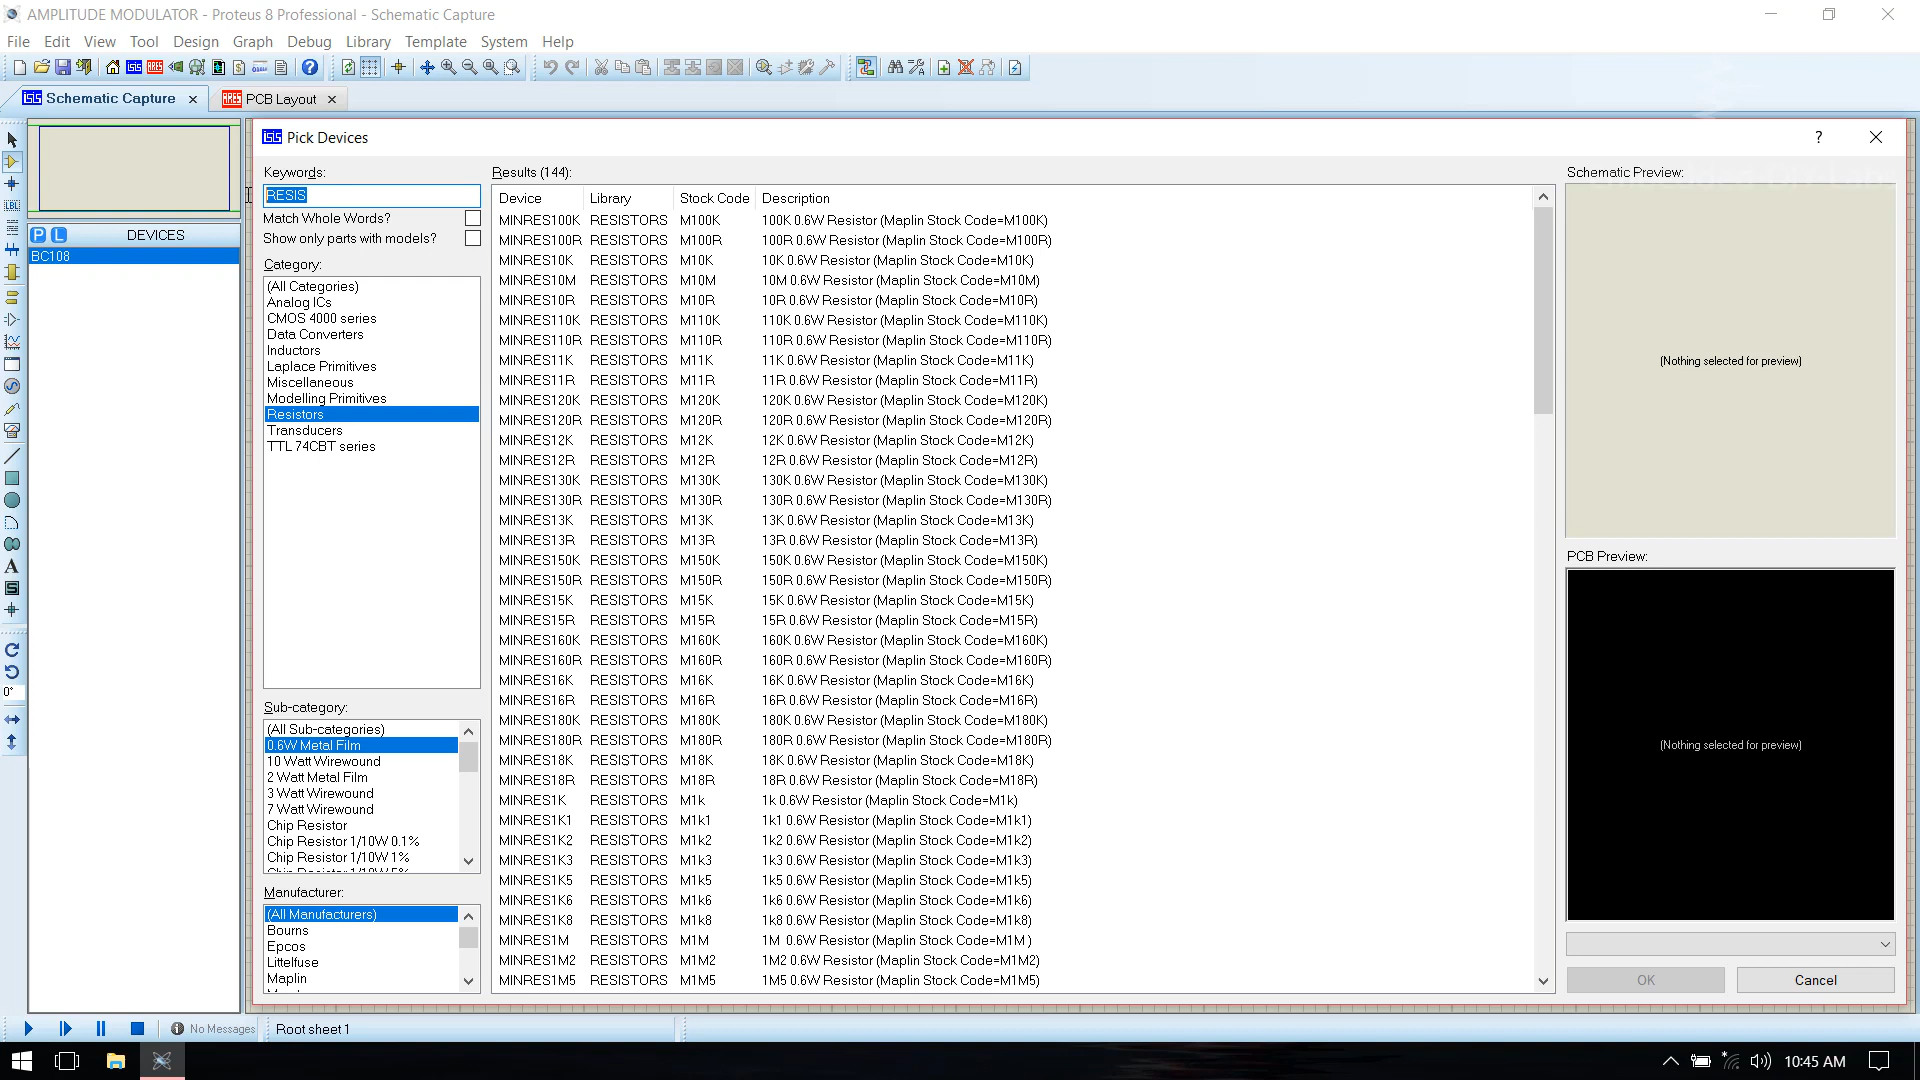 AMPLITUDE MODULATOR - Proteus 8 Professional - Schematic Capture
File Edit View Tool Design Graph Debug Library Template System Help
ISIS Schematic Capture
ARES PCB Layout
ISIS Pick Devices
Keywords:
RESIS
Match Whole Words?
Show only parts with models?
Category:
(All Categories)
Analog ICs
CMOS 4000 series
Data Converters
Inductors
Laplace Primitives
Miscellaneous
Modelling Primitives
Resistors
Transducers
TTL 74CBT series
Sub-category:
(All Sub-categories)
0.6W Metal Film
10 Watt Wirewound
2 Watt Metal Film
3 Watt Wirewound
7 Watt Wirewound
Chip Resistor
Chip Resistor 1/10W 0.1%
Chip Resistor 1/10W 1%
Chip Resistor 1/10W 5%
Manufacturer:
(All Manufacturers)
Bourns
Epcos
Littelfuse
Maplin
P L DEVICES
BC108
LBL
0°
Results (144):
Device Library Stock Code Description
MINRES100K RESISTORS M100K 100K 0.6W Resistor (Maplin Stock Code=M100K)
MINRES100R RESISTORS M100R 100R 0.6W Resistor (Maplin Stock Code=M100R)
MINRES10K RESISTORS M10K 10K 0.6W Resistor (Maplin Stock Code=M10K)
MINRES10M RESISTORS M10M 10M 0.6W Resistor (Maplin Stock Code=M10M)
MINRES10R RESISTORS M10R 10R 0.6W Resistor (Maplin Stock Code=M10R)
MINRES110K RESISTORS M110K 110K 0.6W Resistor (Maplin Stock Code=M110K)
MINRES110R RESISTORS M110R 110R 0.6W Resistor (Maplin Stock Code=M110R)
MINRES11K RESISTORS M11K 11K 0.6W Resistor (Maplin Stock Code=M11K)
MINRES11R RESISTORS M11R 11R 0.6W Resistor (Maplin Stock Code=M11R)
MINRES120K RESISTORS M120K 120K 0.6W Resistor (Maplin Stock Code=M120K)
MINRES120R RESISTORS M120R 120R 0.6W Resistor (Maplin Stock Code=M120R)
MINRES12K RESISTORS M12K 12K 0.6W Resistor (Maplin Stock Code=M12K)
MINRES12R RESISTORS M12R 12R 0.6W Resistor (Maplin Stock Code=M12R)
MINRES130K RESISTORS M130K 130K 0.6W Resistor (Maplin Stock Code=M130K)
MINRES130R RESISTORS M130R 130R 0.6W Resistor (Maplin Stock Code=M130R)
MINRES13K RESISTORS M13K 13K 0.6W Resistor (Maplin Stock Code=M13K)
MINRES13R RESISTORS M13R 13R 0.6W Resistor (Maplin Stock Code=M13R)
MINRES150K RESISTORS M150K 150K 0.6W Resistor (Maplin Stock Code=M150K)
MINRES150R RESISTORS M150R 150R 0.6W Resistor (Maplin Stock Code=M150R)
MINRES15K RESISTORS M15K 15K 0.6W Resistor (Maplin Stock Code=M15K)
MINRES15R RESISTORS M15R 15R 0.6W Resistor (Maplin Stock Code=M15R)
MINRES160K RESISTORS M160K 160K 0.6W Resistor (Maplin Stock Code=M160K)
MINRES160R RESISTORS M160R 160R 0.6W Resistor (Maplin Stock Code=M160R)
MINRES16K RESISTORS M16K 16K 0.6W Resistor (Maplin Stock Code=M16K)
MINRES16R RESISTORS M16R 16R 0.6W Resistor (Maplin Stock Code=M16R)
MINRES180K RESISTORS M180K 180K 0.6W Resistor (Maplin Stock Code=M180K)
MINRES180R RESISTORS M180R 180R 0.6W Resistor (Maplin Stock Code=M180R)
MINRES18K RESISTORS M18K 18K 0.6W Resistor (Maplin Stock Code=M18K)
MINRES18R RESISTORS M18R 18R 0.6W Resistor (Maplin Stock Code=M18R)
MINRES1K RESISTORS M1k 1k 0.6W Resistor (Maplin Stock Code=M1k)
MINRES1K1 RESISTORS M1k1 1k1 0.6W Resistor (Maplin Stock Code=M1k1)
MINRES1K2 RESISTORS M1k2 1k2 0.6W Resistor (Maplin Stock Code=M1k2)
MINRES1K3 RESISTORS M1k3 1k3 0.6W Resistor (Maplin Stock Code=M1k3)
MINRES1K5 RESISTORS M1k5 1k5 0.6W Resistor (Maplin Stock Code=M1k5)
MINRES1K6 RESISTORS M1k6 1k6 0.6W Resistor (Maplin Stock Code=M1k6)
MINRES1K8 RESISTORS M1k8 1k8 0.6W Resistor (Maplin Stock Code=M1k8)
MINRES1M RESISTORS M1M 1M 0.6W Resistor (Maplin Stock Code=M1M )
MINRES1M2 RESISTORS M1M2 1M2 0.6W Resistor (Maplin Stock Code=M1M2)
MINRES1M5 RESISTORS M1M5 1M5 0.6W Resistor (Maplin Stock Code=M1M5)
Schematic Preview:
(Nothing selected for preview)
PCB Preview:
(Nothing selected for preview)
OK Cancel
No Messages Root sheet 1
10:45 AM